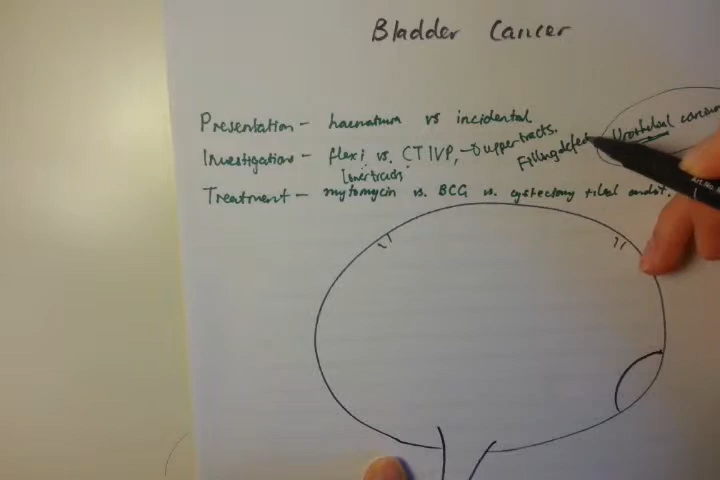 Bladder Cancer
Presentation - haematuria vs incidental
Investigation - flexi vs. CT IVP, → upper tracts. Filling defect Urothelial
lower tracts
Treatment - mytomycin vs. BCG vs. cystectomy + ileal